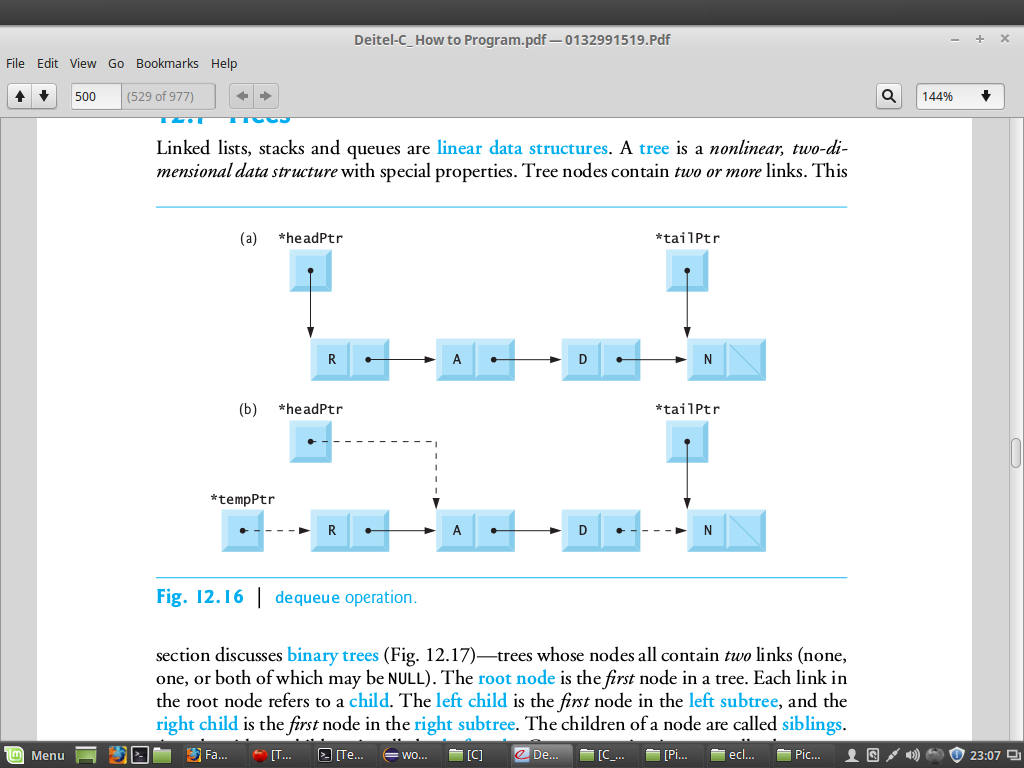 Deitel-C_ How to Program.pdf — 0132991519.Pdf
File Edit View Go Bookmarks Help
500 (529 of 977) 144%
12.7 Trees
Linked lists, stacks and queues are linear data structures. A tree is a nonlinear, two-di-
mensional data structure with special properties. Tree nodes contain two or more links. This
(a) *headPtr *tailPtr
R A D N
(b) *headPtr *tailPtr
*tempPtr
R A D N
Fig. 12.16 | dequeue operation.
section discusses binary trees (Fig. 12.17)—trees whose nodes all contain two links (none,
one, or both of which may be NULL). The root node is the first node in a tree. Each link in
the root node refers to a child. The left child is the first node in the left subtree, and the
right child is the first node in the right subtree. The children of a node are called siblings.
Menu Fa... [T... [Te... wo... [C] De... [C_... [Pi... ecl... Pic... 23:07